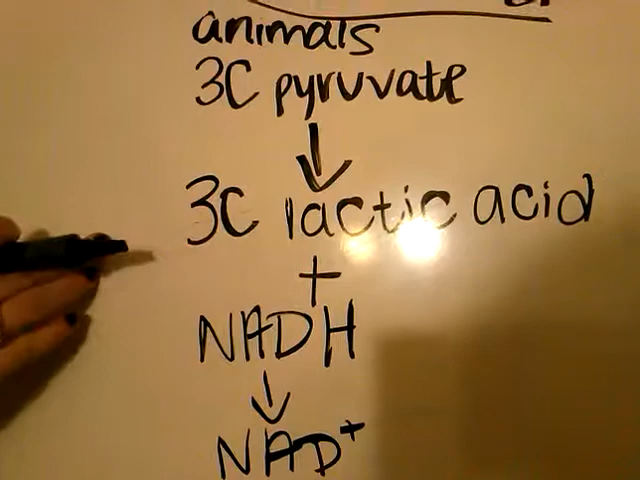 animals
3C pyruvate
↓
3C lactic acid
+
NADH
↓
NAD⁺